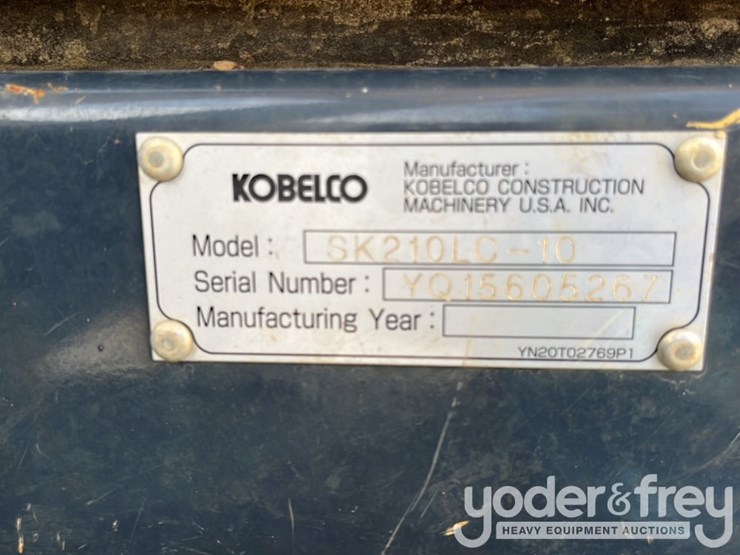 KOBELCO
Manufacturer :
KOBELCO CONSTRUCTION
MACHINERY U.S.A. INC.
Model : SK210LC-10
Serial Number : YQ15605267
Manufacturing Year :
YN20T02769P1
yoder&frey
HEAVY EQUIPMENT AUCTIONS